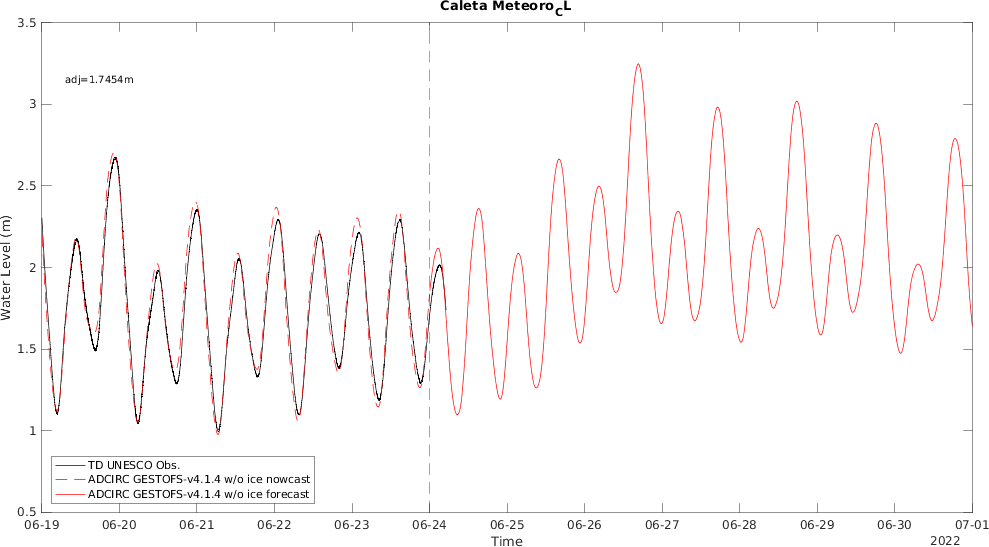 Caleta Meteoro_CL
3.5
adj=1.7454m
3
2.5
2
Water Level (m)
1.5
1
TD UNESCO Obs.
ADCIRC GESTOFS-v4.1.4 w/o ice nowcast
ADCIRC GESTOFS-v4.1.4 w/o ice forecast
0.5
06-19 06-20 06-21 06-22 06-23 06-24 06-25 06-26 06-27 06-28 06-29 06-30 07-01
Time
2022